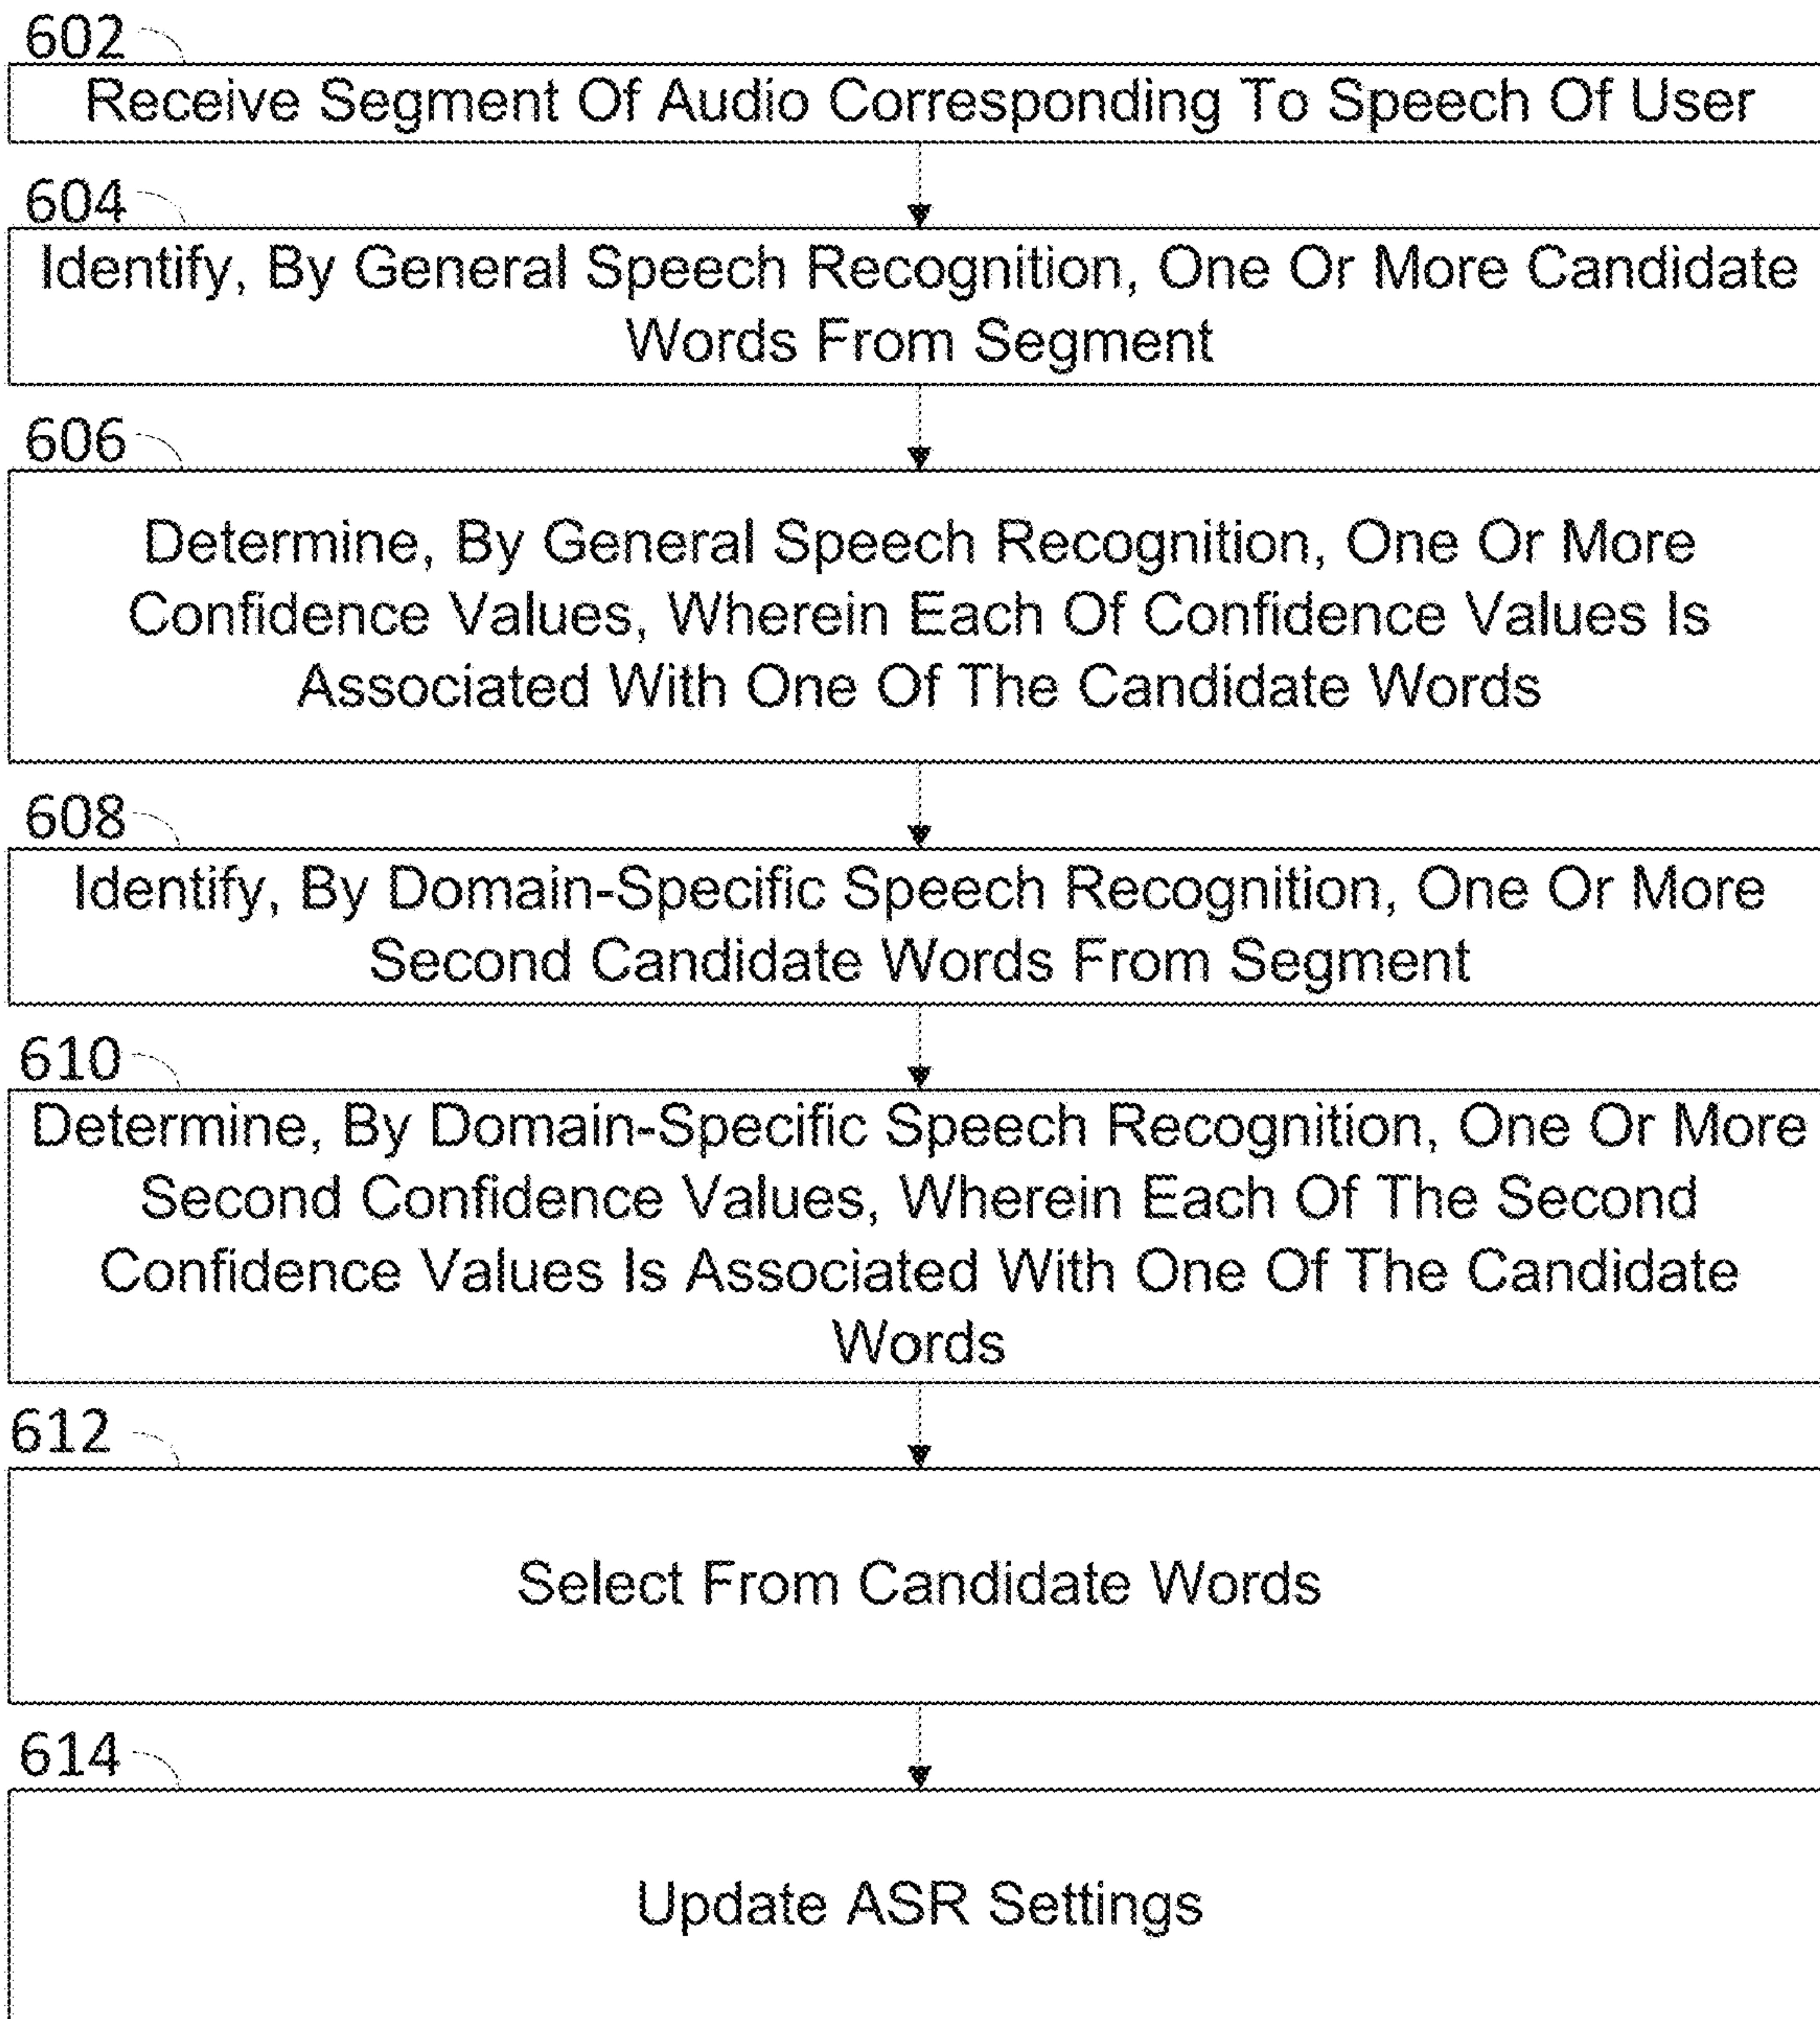 602
Receive Segment Of Audio Corresponding To Speech Of User
604
Identify, By General Speech Recognition, One Or More Candidate
Words From Segment
606
Determine, By General Speech Recognition, One Or More
Confidence Values, Wherein Each Of Confidence Values Is
Associated With One Of The Candidate Words
608
Identify, By Domain-Specific Speech Recognition, One Or More
Second Candidate Words From Segment
610
Determine, By Domain-Specific Speech Recognition, One Or More
Second Confidence Values, Wherein Each Of The Second
Confidence Values Is Associated With One Of The Candidate
Words
612
Select From Candidate Words
614
Update ASR Settings